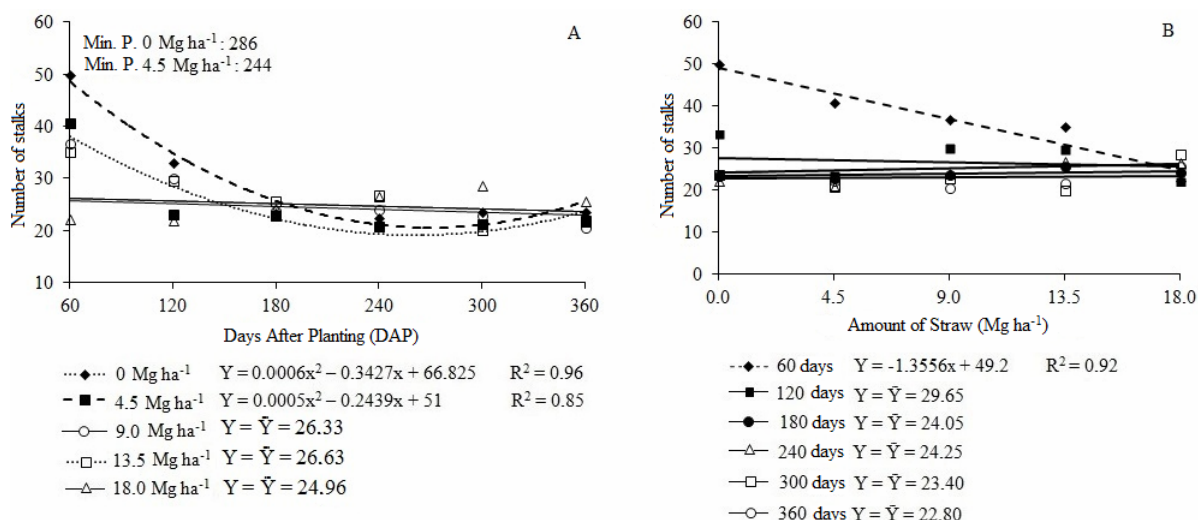 A
Min. P. 0 Mg ha⁻¹: 286
Min. P. 4.5 Mg ha⁻¹: 244
Number of stalks
60
50
40
30
20
10
60 120 180 240 300 360
Days After Planting (DAP)
0 Mg ha⁻¹ Y = 0.0006x² – 0.3427x + 66.825 R² = 0.96
4.5 Mg ha⁻¹ Y = 0.0005x² – 0.2439x + 51 R² = 0.85
9.0 Mg ha⁻¹ Y = Ȳ = 26.33
13.5 Mg ha⁻¹ Y = Ȳ = 26.63
18.0 Mg ha⁻¹ Y = Ȳ = 24.96
B
Number of stalks
60
50
40
30
20
10
0
0.0 4.5 9.0 13.5 18.0
Amount of Straw (Mg ha⁻¹)
60 days Y = -1.3556x + 49.2 R² = 0.92
120 days Y = Ȳ = 29.65
180 days Y = Ȳ = 24.05
240 days Y = Ȳ = 24.25
300 days Y = Ȳ = 23.40
360 days Y = Ȳ = 22.80